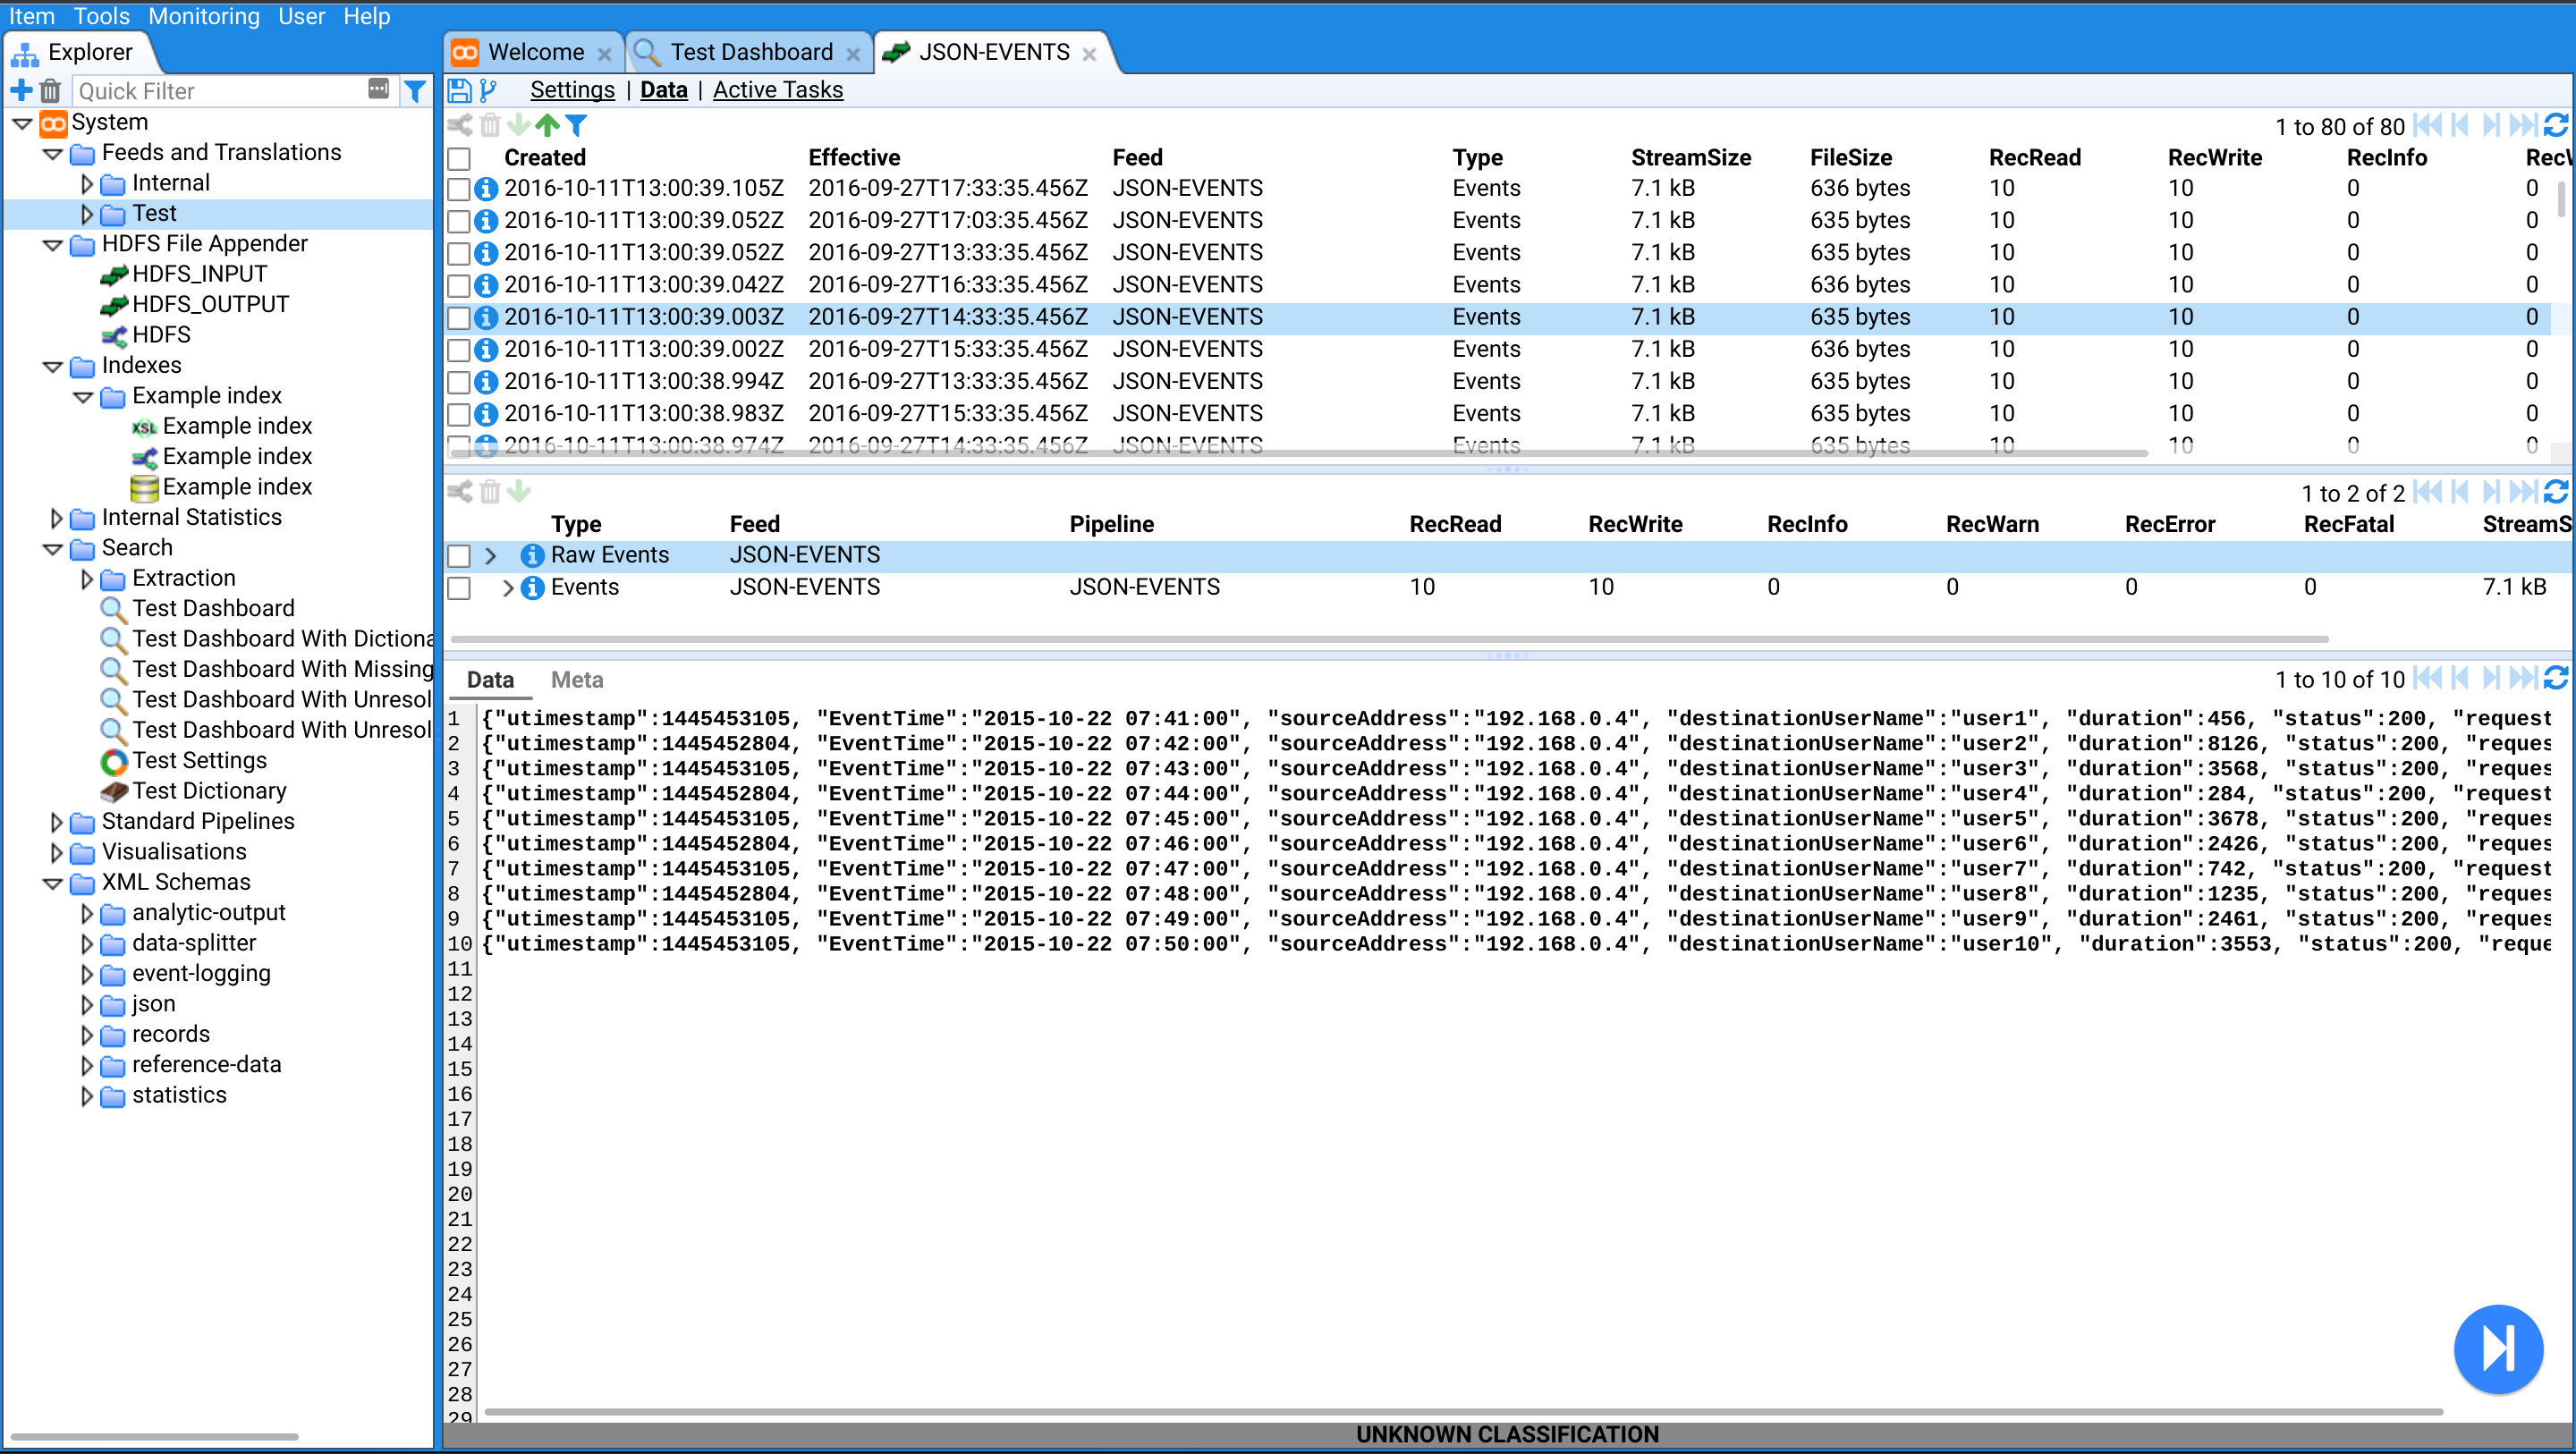 Item Tools Monitoring User Help
Explorer
Welcome Test Dashboard JSON-EVENTS
Quick Filter
System
Feeds and Translations
Internal
Test
HDFS File Appender
HDFS_INPUT
HDFS_OUTPUT
HDFS
Indexes
Example index
XSL Example index
Example index
Example index
Internal Statistics
Search
Extraction
Test Dashboard
Test Dashboard With Dictiona
Test Dashboard With Missing
Test Dashboard With Unresol
Test Dashboard With Unresol
Test Settings
Test Dictionary
Standard Pipelines
Visualisations
XML Schemas
analytic-output
data-splitter
event-logging
json
records
reference-data
statistics
Settings | Data | Active Tasks
1 to 80 of 80
Created Effective Feed Type StreamSize FileSize RecRead RecWrite RecInfo RecW
2016-10-11T13:00:39.105Z 2016-09-27T17:33:35.456Z JSON-EVENTS Events 7.1 kB 636 bytes 10 10 0 0
2016-10-11T13:00:39.052Z 2016-09-27T17:03:35.456Z JSON-EVENTS Events 7.1 kB 635 bytes 10 10 0 0
2016-10-11T13:00:39.052Z 2016-09-27T13:33:35.456Z JSON-EVENTS Events 7.1 kB 635 bytes 10 10 0 0
2016-10-11T13:00:39.042Z 2016-09-27T16:33:35.456Z JSON-EVENTS Events 7.1 kB 636 bytes 10 10 0 0
2016-10-11T13:00:39.003Z 2016-09-27T14:33:35.456Z JSON-EVENTS Events 7.1 kB 635 bytes 10 10 0 0
2016-10-11T13:00:39.002Z 2016-09-27T15:33:35.456Z JSON-EVENTS Events 7.1 kB 636 bytes 10 10 0 0
2016-10-11T13:00:38.994Z 2016-09-27T13:33:35.456Z JSON-EVENTS Events 7.1 kB 635 bytes 10 10 0 0
2016-10-11T13:00:38.983Z 2016-09-27T15:33:35.456Z JSON-EVENTS Events 7.1 kB 635 bytes 10 10 0 0
2016-10-11T13:00:38.974Z 2016-09-27T14:33:35.456Z JSON-EVENTS Events 7.1 kB 635 bytes 10 10 0 0
1 to 2 of 2
Type Feed Pipeline RecRead RecWrite RecInfo RecWarn RecError RecFatal StreamS
Raw Events JSON-EVENTS
Events JSON-EVENTS JSON-EVENTS 10 10 0 0 0 0 7.1 kB
Data Meta 1 to 10 of 10
1 {"utimestamp":1445453105, "EventTime":"2015-10-22 07:41:00", "sourceAddress":"192.168.0.4", "destinationUserName":"user1", "duration":456, "status":200, "request
2 {"utimestamp":1445452804, "EventTime":"2015-10-22 07:42:00", "sourceAddress":"192.168.0.4", "destinationUserName":"user2", "duration":8126, "status":200, "reques
3 {"utimestamp":1445453105, "EventTime":"2015-10-22 07:43:00", "sourceAddress":"192.168.0.4", "destinationUserName":"user3", "duration":3568, "status":200, "reques
4 {"utimestamp":1445452804, "EventTime":"2015-10-22 07:44:00", "sourceAddress":"192.168.0.4", "destinationUserName":"user4", "duration":284, "status":200, "request
5 {"utimestamp":1445453105, "EventTime":"2015-10-22 07:45:00", "sourceAddress":"192.168.0.4", "destinationUserName":"user5", "duration":3678, "status":200, "reques
6 {"utimestamp":1445452804, "EventTime":"2015-10-22 07:46:00", "sourceAddress":"192.168.0.4", "destinationUserName":"user6", "duration":2426, "status":200, "reques
7 {"utimestamp":1445453105, "EventTime":"2015-10-22 07:47:00", "sourceAddress":"192.168.0.4", "destinationUserName":"user7", "duration":742, "status":200, "request
8 {"utimestamp":1445452804, "EventTime":"2015-10-22 07:48:00", "sourceAddress":"192.168.0.4", "destinationUserName":"user8", "duration":1235, "status":200, "reques
9 {"utimestamp":1445453105, "EventTime":"2015-10-22 07:49:00", "sourceAddress":"192.168.0.4", "destinationUserName":"user9", "duration":2461, "status":200, "reques
10 {"utimestamp":1445453105, "EventTime":"2015-10-22 07:50:00", "sourceAddress":"192.168.0.4", "destinationUserName":"user10", "duration":3553, "status":200, "reque
11
12
13
14
15
16
17
18
19
20
21
22
23
24
25
26
27
28
29
UNKNOWN CLASSIFICATION